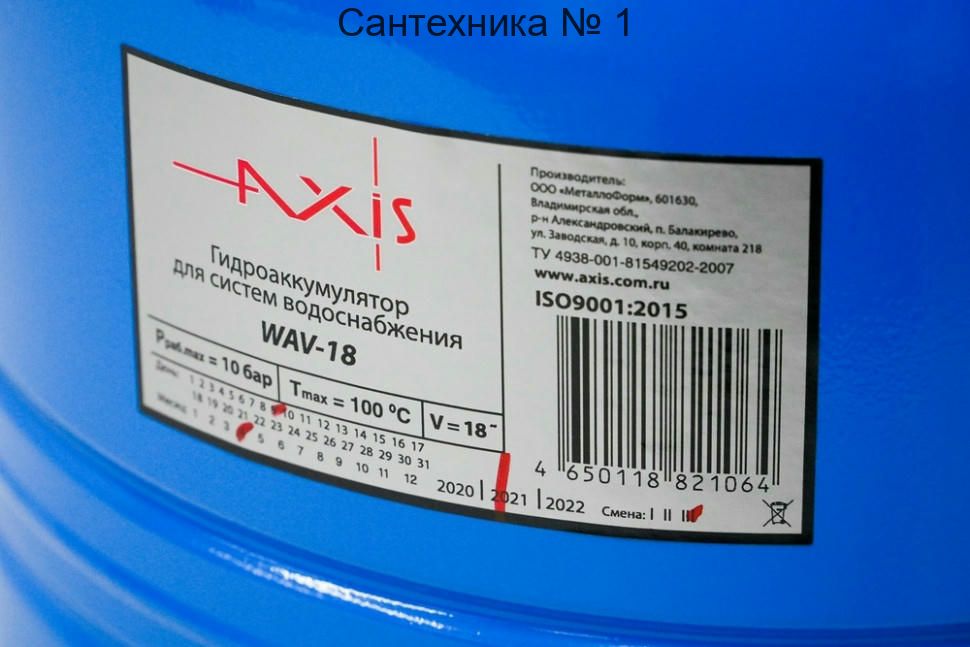 Сантехника № 1
AXIS
Гидроаккумулятор
для систем водоснабжения
WAV-18
Pраб.max = 10 бар
Tmax = 100 ºC
V = 18
День: 1 2 3 4 5 6 7 8 9 10 11 12 13 14 15 16 17
18 19 20 21 22 23 24 25 26 27 28 29 30 31
Месяц: 1 2 3 5 6 7 8 9 10 11 12
2020 | 2021 | 2022
Смена: I II III
Производитель:
ООО «МеталлоФорм», 601630,
Владимирская обл.,
р-н Александровский, п. Балакирево,
ул. Заводская, д. 10, корп. 40, комната 218
ТУ 4938-001-81549202-2007
www.axis.com.ru
ISO9001:2015
4 650118 821064